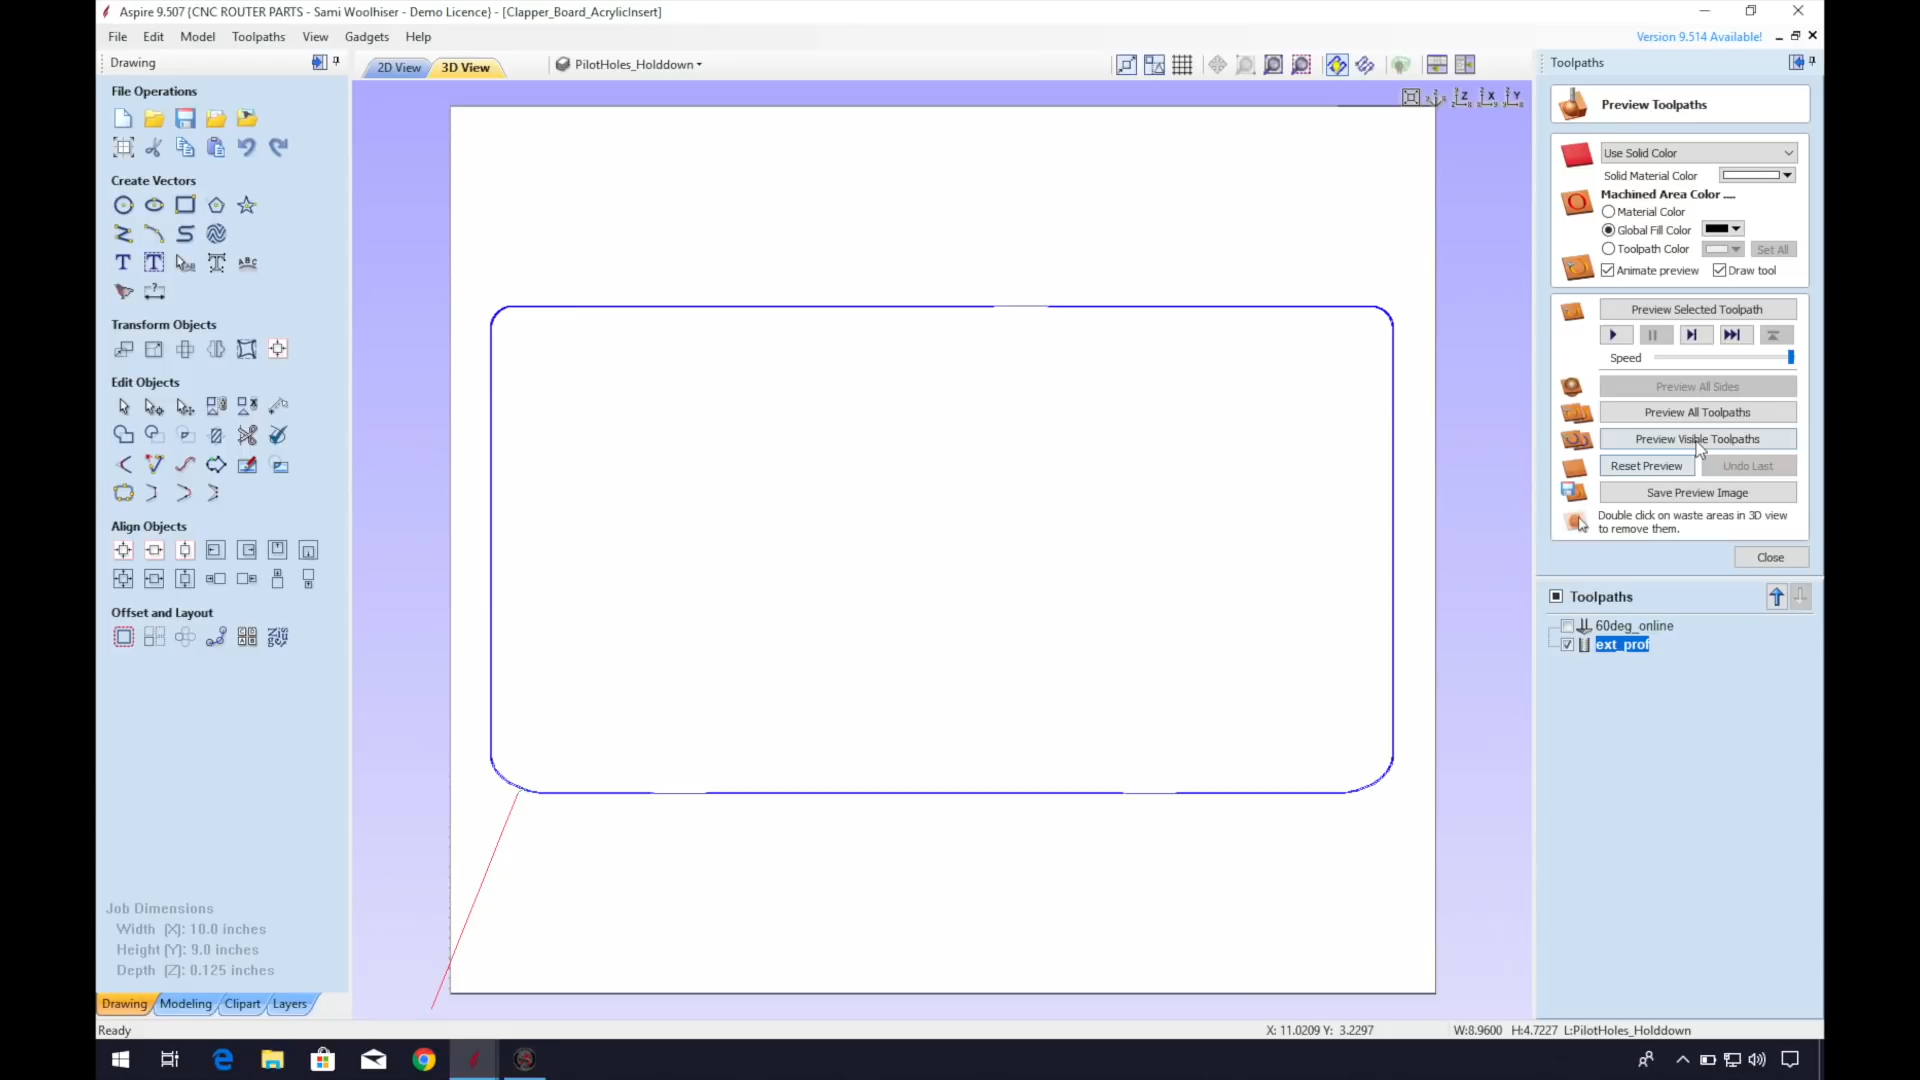 Aspire 9.507 {CNC ROUTER PARTS - Sami Woolhiser - Demo Licence} - [Clapper_Board_AcrylicInsert]
File Edit Model Toolpaths View Gadgets Help
Version 9.514 Available!
Drawing
2D View 3D View
PilotHoles_Holddown
Toolpaths
File Operations
Create Vectors
Transform Objects
Edit Objects
Align Objects
Offset and Layout
Job Dimensions
Width (X): 10.0 inches
Height (Y): 9.0 inches
Depth (Z): 0.125 inches
Drawing Modeling Clipart Layers
Z X Y
Preview Toolpaths
Use Solid Color
Solid Material Color
Machined Area Color ....
Material Color
Global Fill Color
Toolpath Color Set All
Animate preview Draw tool
Preview Selected Toolpath
Speed
Preview All Sides
Preview All Toolpaths
Preview Visible Toolpaths
Reset Preview Undo Last
Save Preview Image
Double click on waste areas in 3D view
to remove them.
Close
Toolpaths
60deg_online
ext_prof
Ready
X: 11.0209 Y: 3.2297 W:8.9600 H:4.7227 L:PilotHoles_Holddown